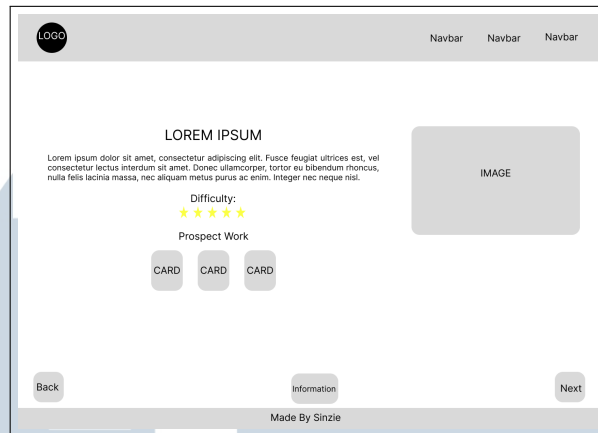 LOGO
Navbar
Navbar
Navbar
LOREM IPSUM
Lorem ipsum dolor sit amet, consectetur adipiscing elit. Fusce feugiat ultrices est, vel
consectetur lectus interdum sit amet. Donec ullamcorper, tortor eu bibendum rhoncus,
nulla felis lacinia massa, nec aliquam metus purus ac enim. Integer nec neque nisl.
IMAGE
Difficulty:
Prospect Work
CARD
CARD
CARD
Back
Information
Next
Made By Sinzie